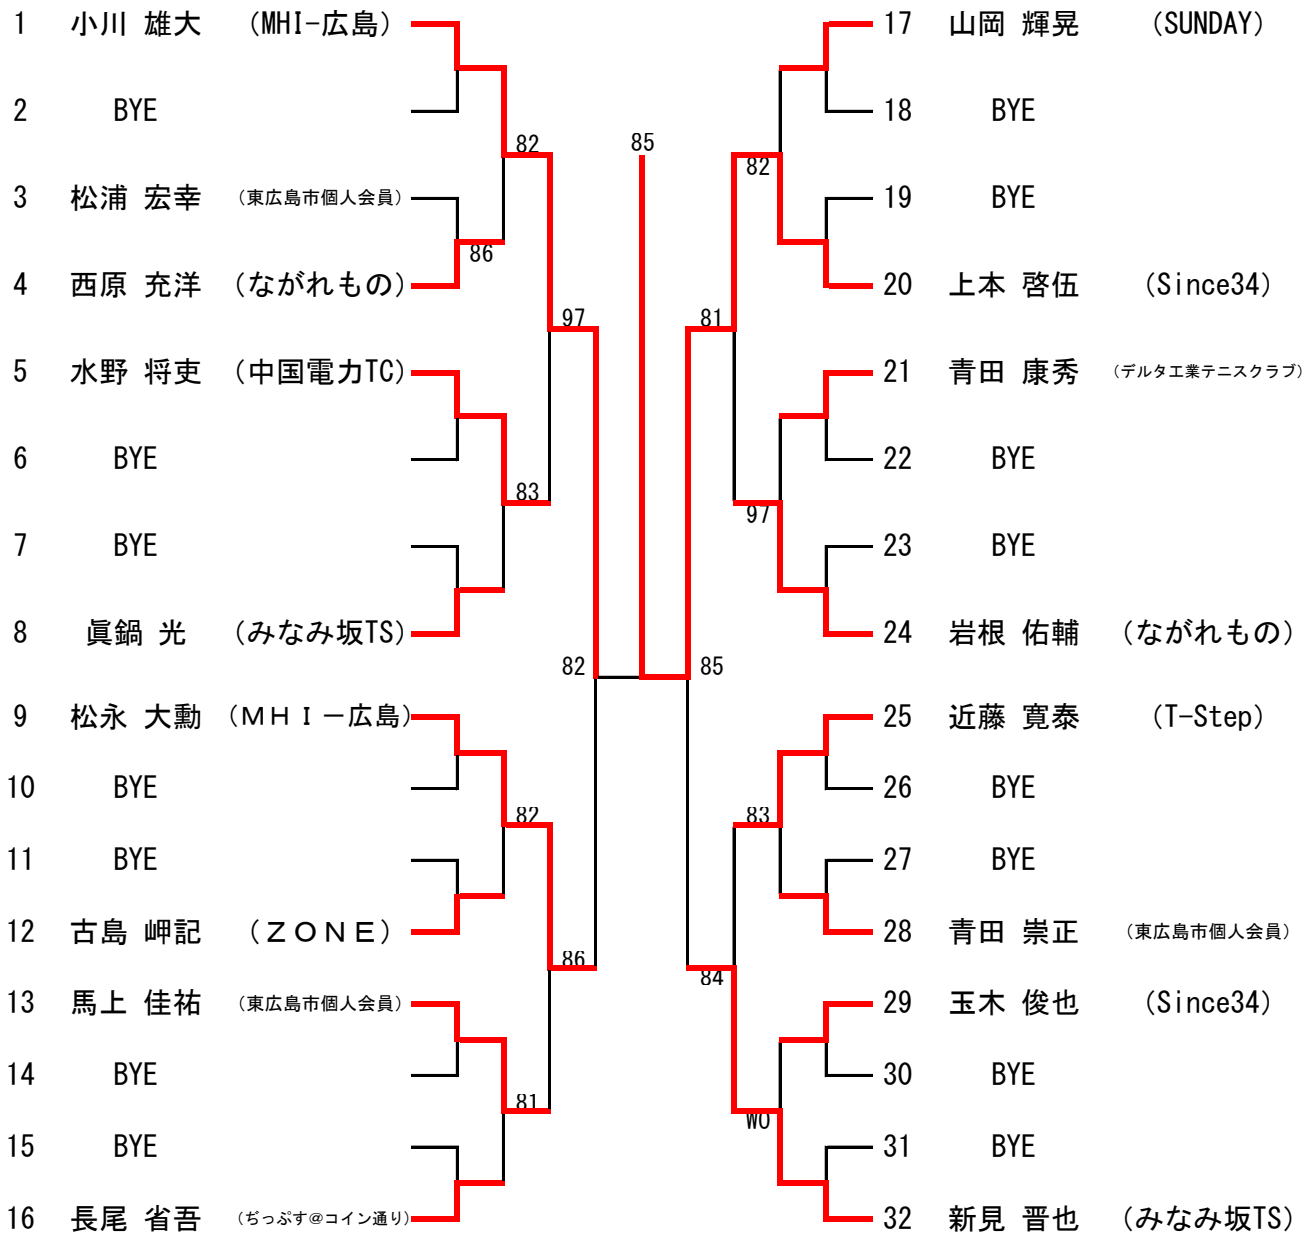 1 小川 雄大 (MHI-広島)
2 BYE
82
3 松浦 宏幸 (東広島市個人会員)
86
4 西原 充洋 (ながれもの)
97
5 水野 将吏 (中国電力TC)
6 BYE
83
7 BYE
8 眞鍋 光 (みなみ坂TS)
82
9 松永 大勳 (ＭＨＩ－広島)
10 BYE
82
11 BYE
12 古島 岬記 (ＺＯＮＥ)
86
13 馬上 佳祐 (東広島市個人会員)
14 BYE
81
15 BYE
16 長尾 省吾 (ぢっぷす@コイン通り)
85
17 山岡 輝晃 (SUNDAY)
18 BYE
82
19 BYE
20 上本 啓伍 (Since34)
81
21 青田 康秀 (デルタ工業テニスクラブ)
22 BYE
97
23 BYE
24 岩根 佑輔 (ながれもの)
85
25 近藤 寛泰 (T-Step)
26 BYE
83
27 BYE
28 青田 崇正 (東広島市個人会員)
84
29 玉木 俊也 (Since34)
30 BYE
WO
31 BYE
32 新見 晋也 (みなみ坂TS)